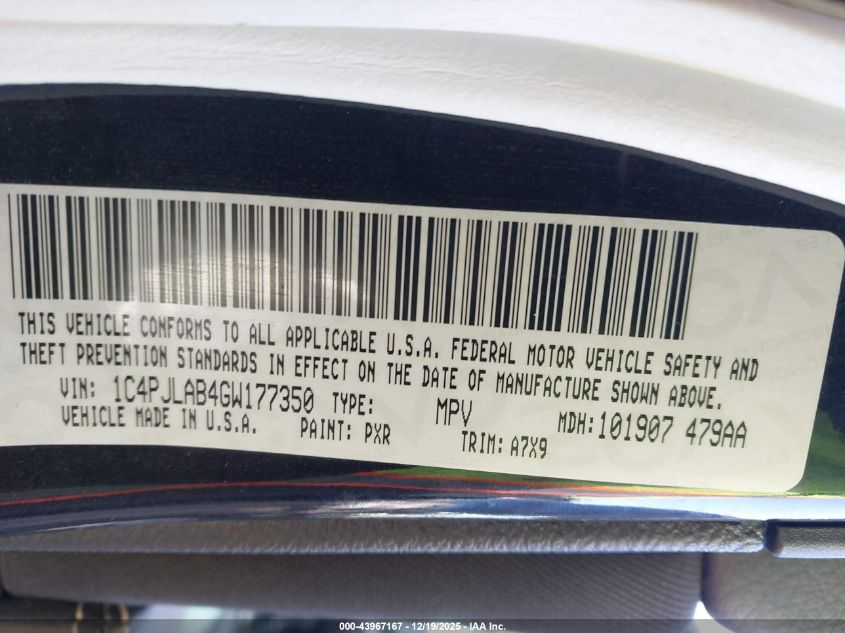 THIS VEHICLE CONFORMS TO ALL APPLICABLE U.S.A. FEDERAL MOTOR VEHICLE SAFETY AND
THEFT PREVENTION STANDARDS IN EFFECT ON THE DATE OF MANUFACTURE SHOWN ABOVE.
VIN: 1C4PJLAB4GW177350 TYPE: MPV MDH:101907 479AA
VEHICLE MADE IN U.S.A. PAINT: PXR TRIM: A7X9
000-43967167 - 12/19/2025 - IAA Inc.